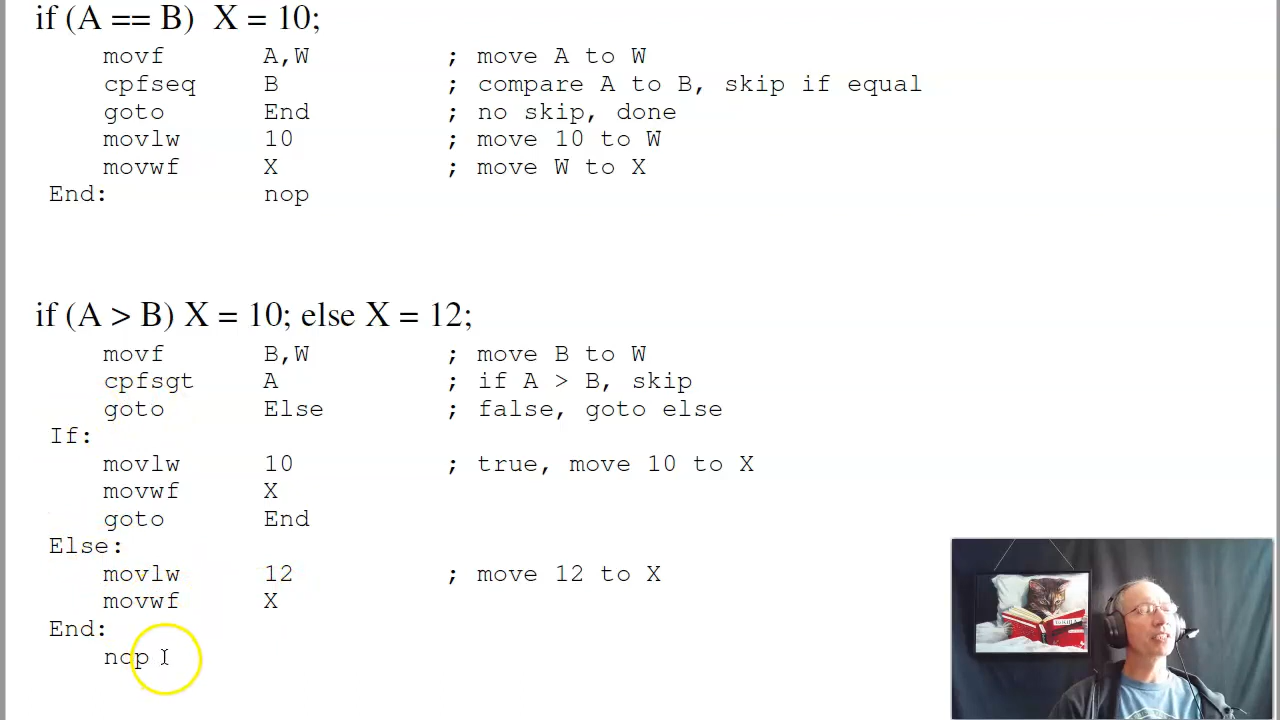 if (A == B)  X = 10;
movf A,W ; move A to W
cpfseq B ; compare A to B, skip if equal
goto End ; no skip, done
movlw 10 ; move 10 to W
movwf X ; move W to X
End: nop
if (A > B) X = 10; else X = 12;
movf B,W ; move B to W
cpfsgt A ; if A > B, skip
goto Else ; false, goto else
If:
movlw 10 ; true, move 10 to X
movwf X
goto End
Else:
movlw 12 ; move 12 to X
movwf X
End:
nop